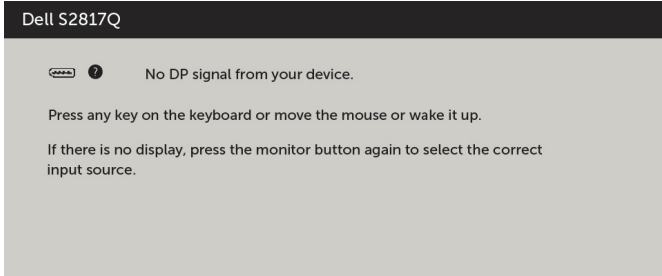 Dell S2817Q
No DP signal from your device.
Press any key on the keyboard or move the mouse or wake it up.
If there is no display, press the monitor button again to select the correct
input source.